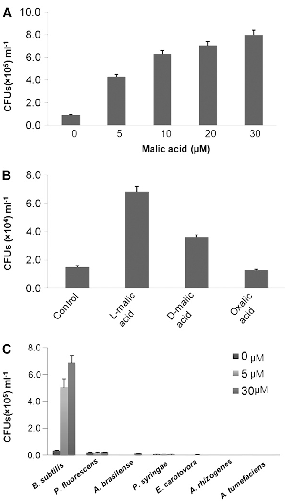 A
CFUs(×10⁵) ml⁻¹
10.0
8.0
6.0
4.0
2.0
0.0
0 5 10 20 30
Malic acid (µM)
B
CFUs (×10⁴) ml⁻¹
8.0
6.0
4.0
2.0
0.0
Control L-malic acid D-malic acid Oxalic acid
C
CFUs(×10⁵) ml⁻¹
8.0
6.0
4.0
2.0
0.0
0 µM
5 µM
30µM
B. subtilis P. fluorescens A. brasilense P. syringae E. carotovora A. rhizogenes A. tumefaciens